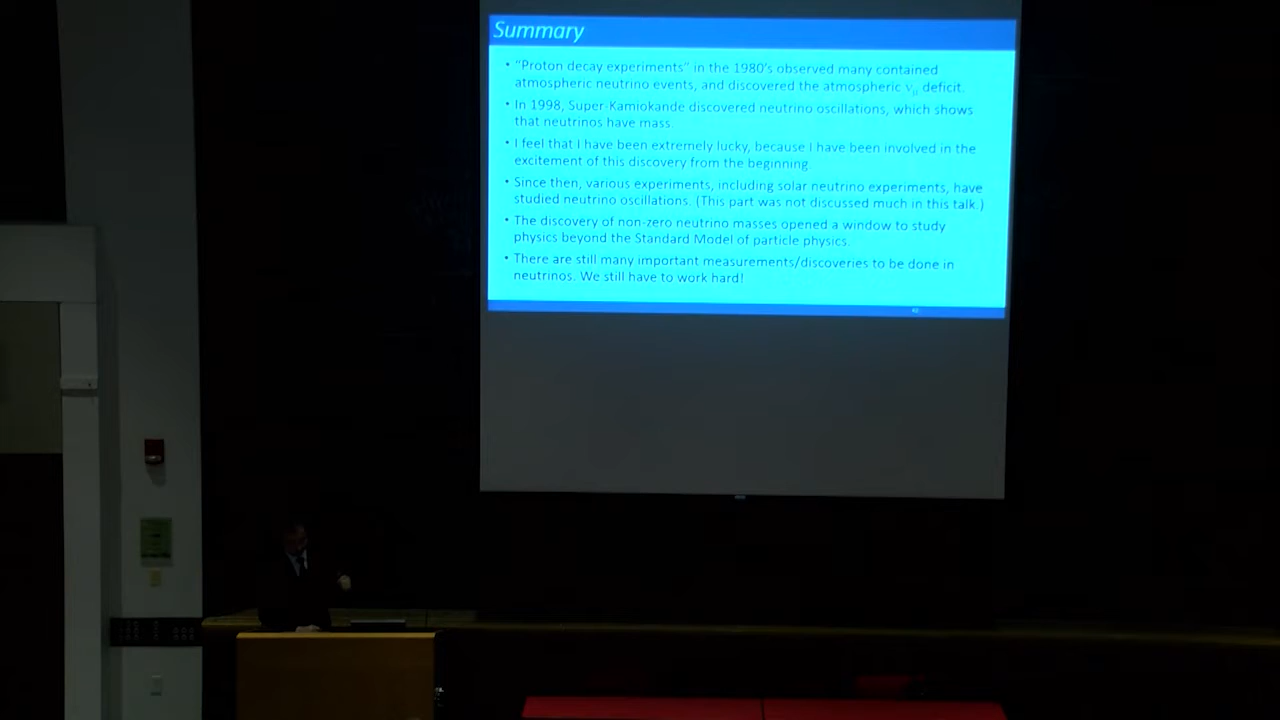 Summary
• "Proton decay experiments" in the 1980's observed many contained
atmospheric neutrino events, and discovered the atmospheric νμ deficit.
• In 1998, Super-Kamiokande discovered neutrino oscillations, which shows
that neutrinos have mass.
• I feel that I have been extremely lucky, because I have been involved in the
excitement of this discovery from the beginning.
• Since then, various experiments, including solar neutrino experiments, have
studied neutrino oscillations. (This part was not discussed much in this talk.)
• The discovery of non-zero neutrino masses opened a window to study
physics beyond the Standard Model of particle physics.
• There are still many important measurements/discoveries to be done in
neutrinos. We still have to work hard!